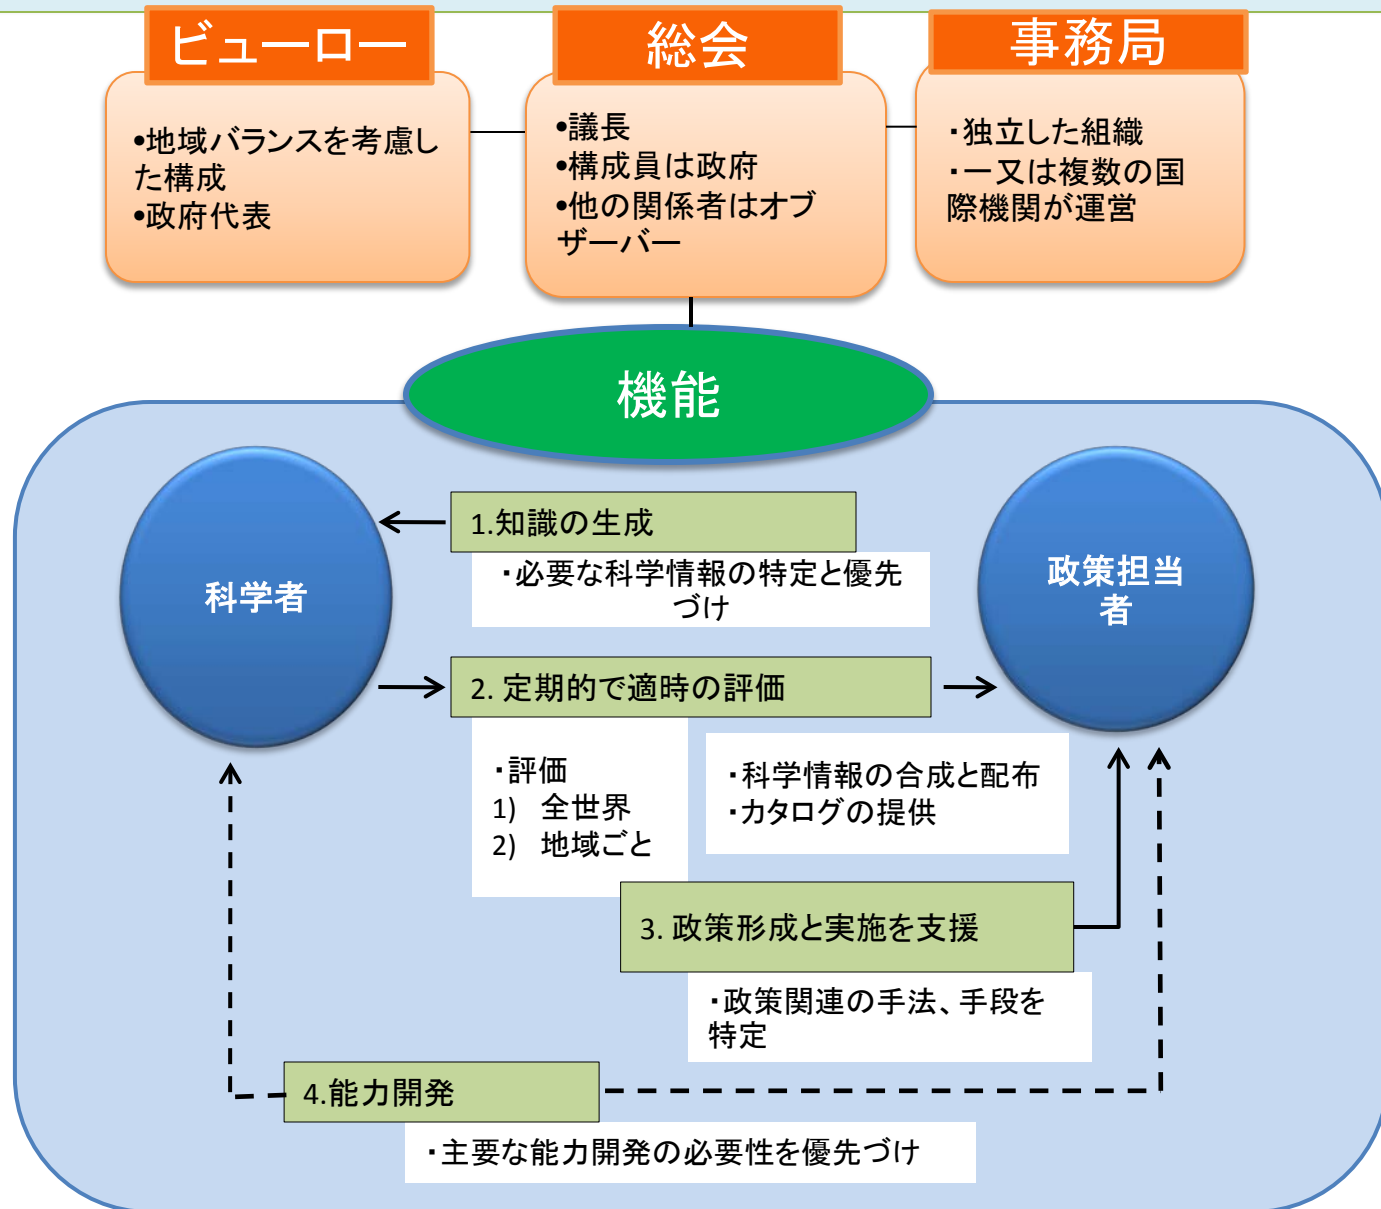 ビューロー
•地域バランスを考慮し
た構成
•政府代表
総会
•議長
•構成員は政府
•他の関係者はオブ
ザーバー
事務局
・独立した組織
・一又は複数の国
際機関が運営
機能
科学者
政策担当
者
1.知識の生成
・必要な科学情報の特定と優先
づけ
2. 定期的で適時の評価
・評価
1) 全世界
2) 地域ごと
・科学情報の合成と配布
・カタログの提供
3. 政策形成と実施を支援
・政策関連の手法、手段を
特定
4.能力開発
・主要な能力開発の必要性を優先づけ